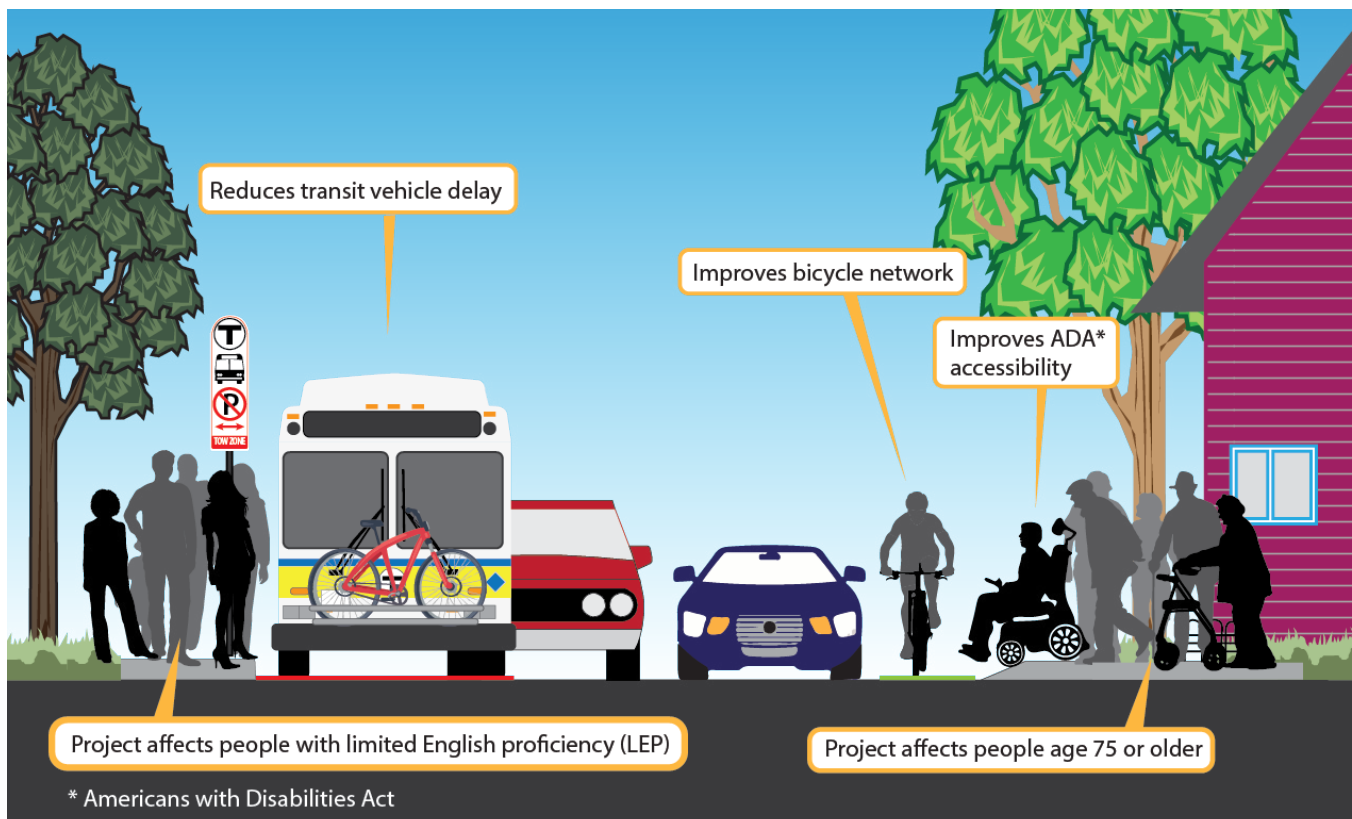 Reduces transit vehicle delay
Improves bicycle network
Improves ADA*
accessibility
T
P
TOW ZONE
Project affects people with limited English proficiency (LEP)
Project affects people age 75 or older
* Americans with Disabilities Act